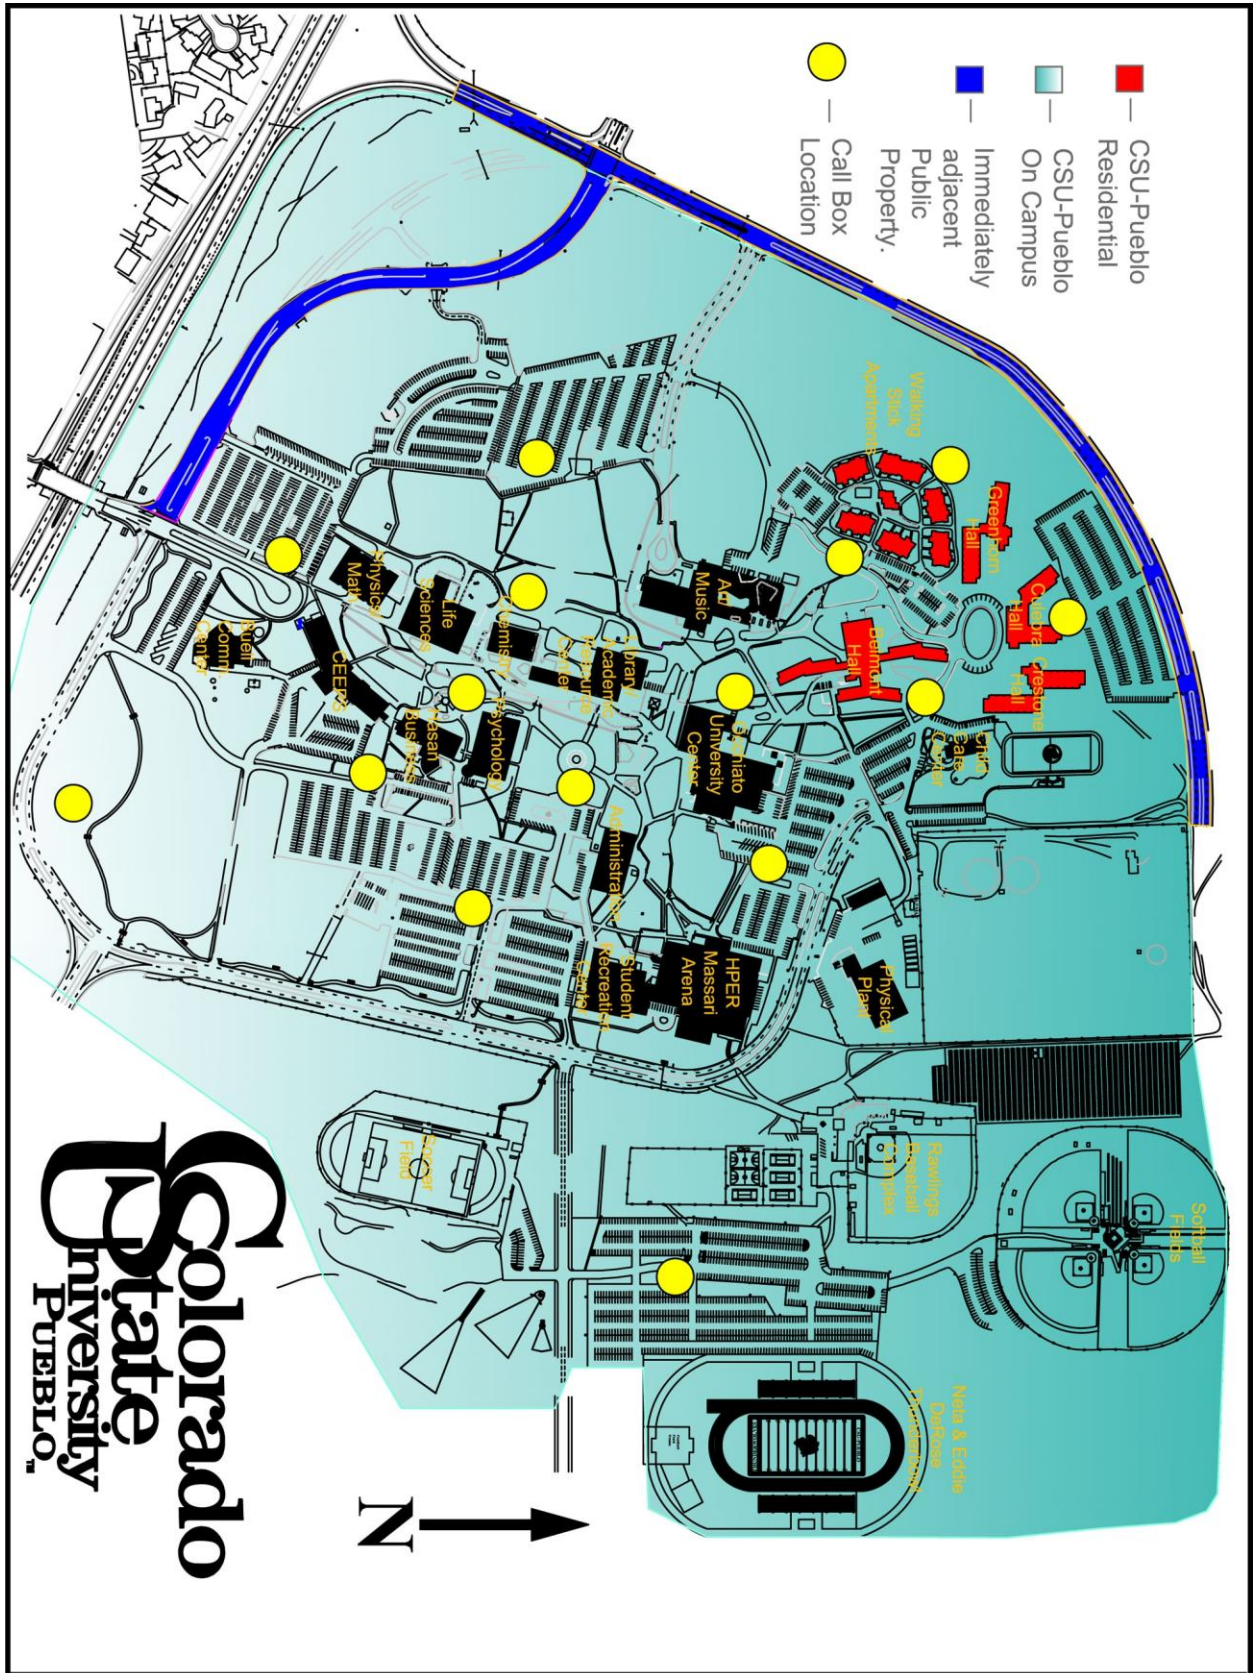 CSU-Pueblo
Residential
CSU-Pueblo
On Campus
Immediately
adjacent
Public
Property.
Call Box
Location
Softball
Fields
Neta & Eddie
DeRose
Thunderbowl
Rawlings
Baseball
Complex
Soccer
Field
Physical
Plant
HPER
Massari
Arena
Student
Recreation
Center
Administration
Child
Care
Center
Crestone
Hall
Culebra
Hall
Greenhorn
Hall
Walking
Stick
Apartments
Belmont
Hall
Occhiato
University
Center
Art/
Music
Library
Academic
Resource
Center
Chemistry
Psychology
Life
Sciences
Hasan
Business
Physics/
Math
CEEPS
Buell
Comm.
Center
Colorado
State
University
PUEBLO
TM
N